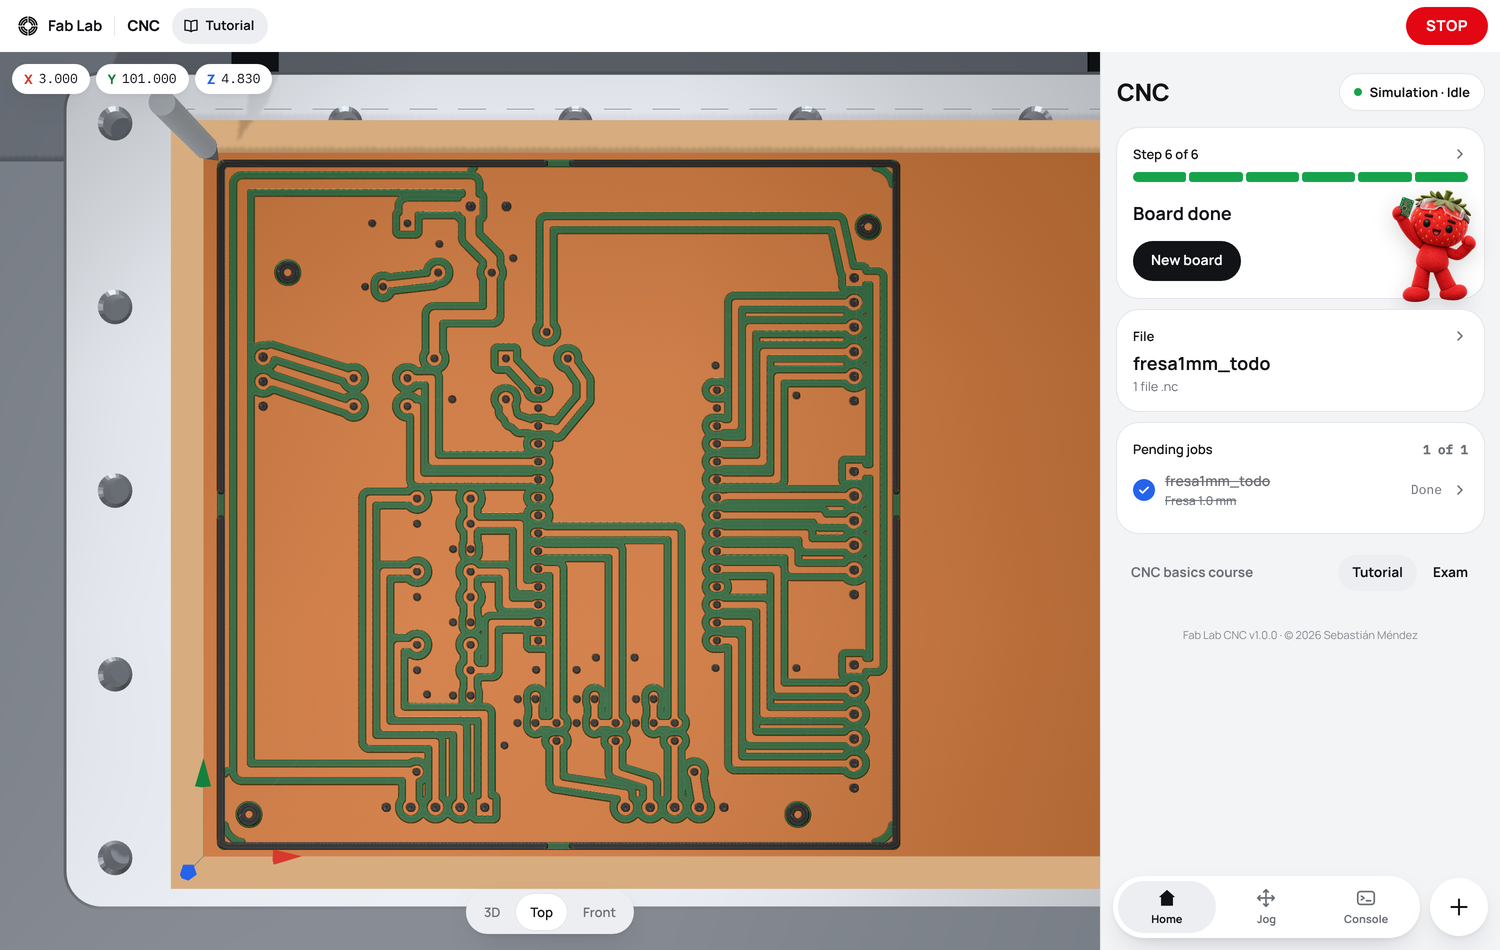 Fab Lab
CNC
Tutorial
STOP
X 3.000
Y 101.000
Z 4.830
CNC
Simulation · Idle
Step 6 of 6
Board done
New board
File
fresa1mm_todo
1 file .nc
Pending jobs
1 of 1
fresa1mm_todo
Fresa 1.0 mm
Done
CNC basics course
Tutorial
Exam
Fab Lab CNC v1.0.0 · © 2026 Sebastián Méndez
3D
Top
Front
Home
Jog
Console